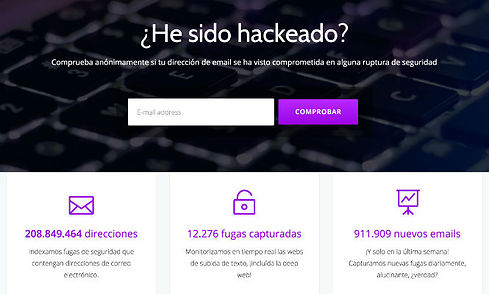 ¿He sido hackeado?
Comprueba anónimamente si tu dirección de email se ha visto comprometida en alguna ruptura de seguridad
E-mail address
COMPROBAR
208.849.464 direcciones
Indexamos fugas de seguridad que
contengan direcciones de correo
electrónico.
12.276 fugas capturadas
Monitorizamos en tiempo real las webs
de subida de texto, ¡incluída la deep
web!
911.909 nuevos emails
¡Y solo en la última semana!
Capturamos nuevas fugas diariamente,
alucinante, ¿verdad?